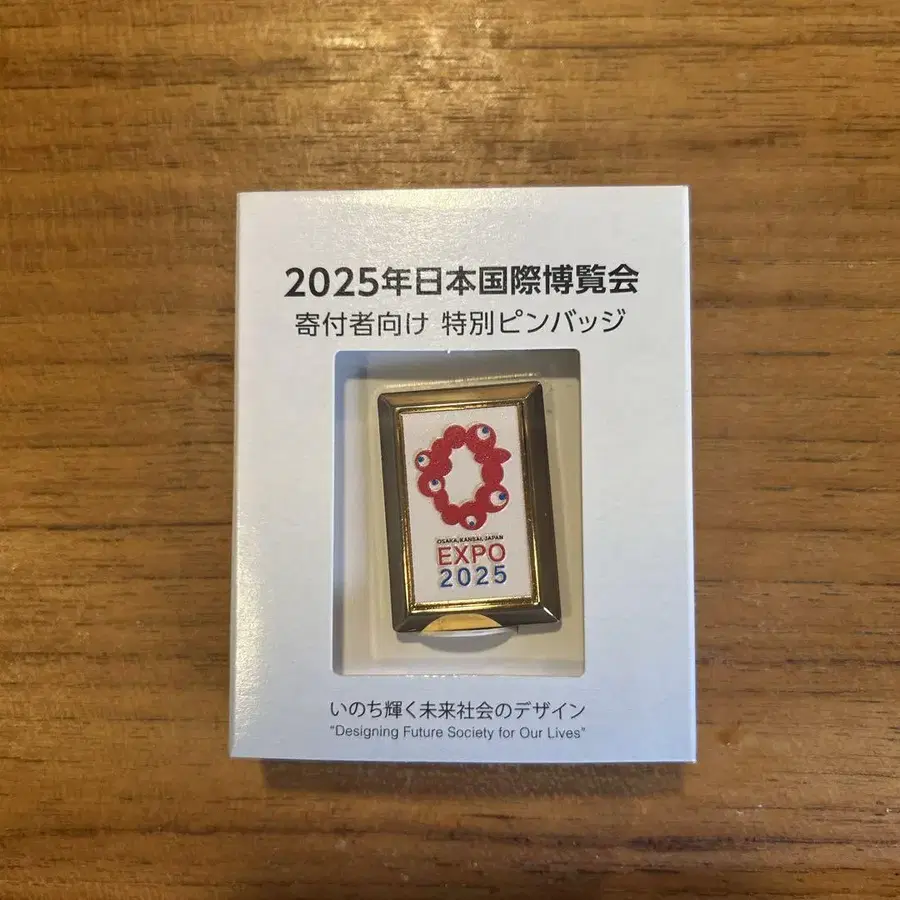 2025年日本国際博覧会
寄付者向け 特別ピンバッジ
OSAKA, KANSAI, JAPAN
EXPO
2025
いのち輝く未来社会のデザイン
"Designing Future Society for Our Lives"